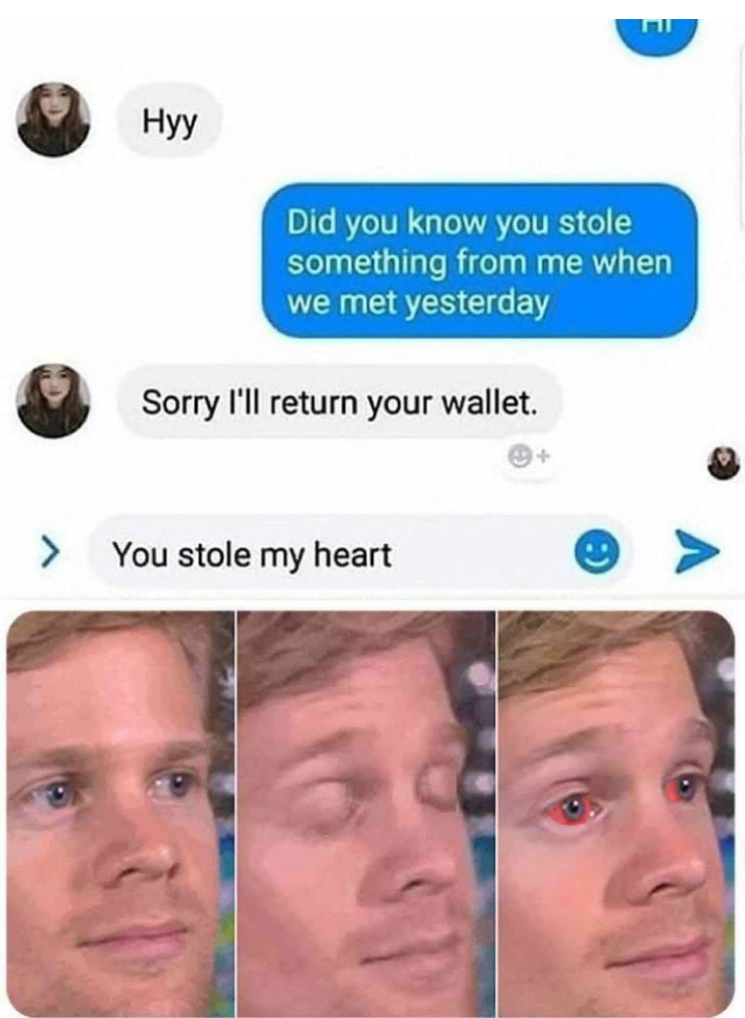 Hi
Hyy
Did you know you stole
something from me when
we met yesterday
Sorry I'll return your wallet.
You stole my heart